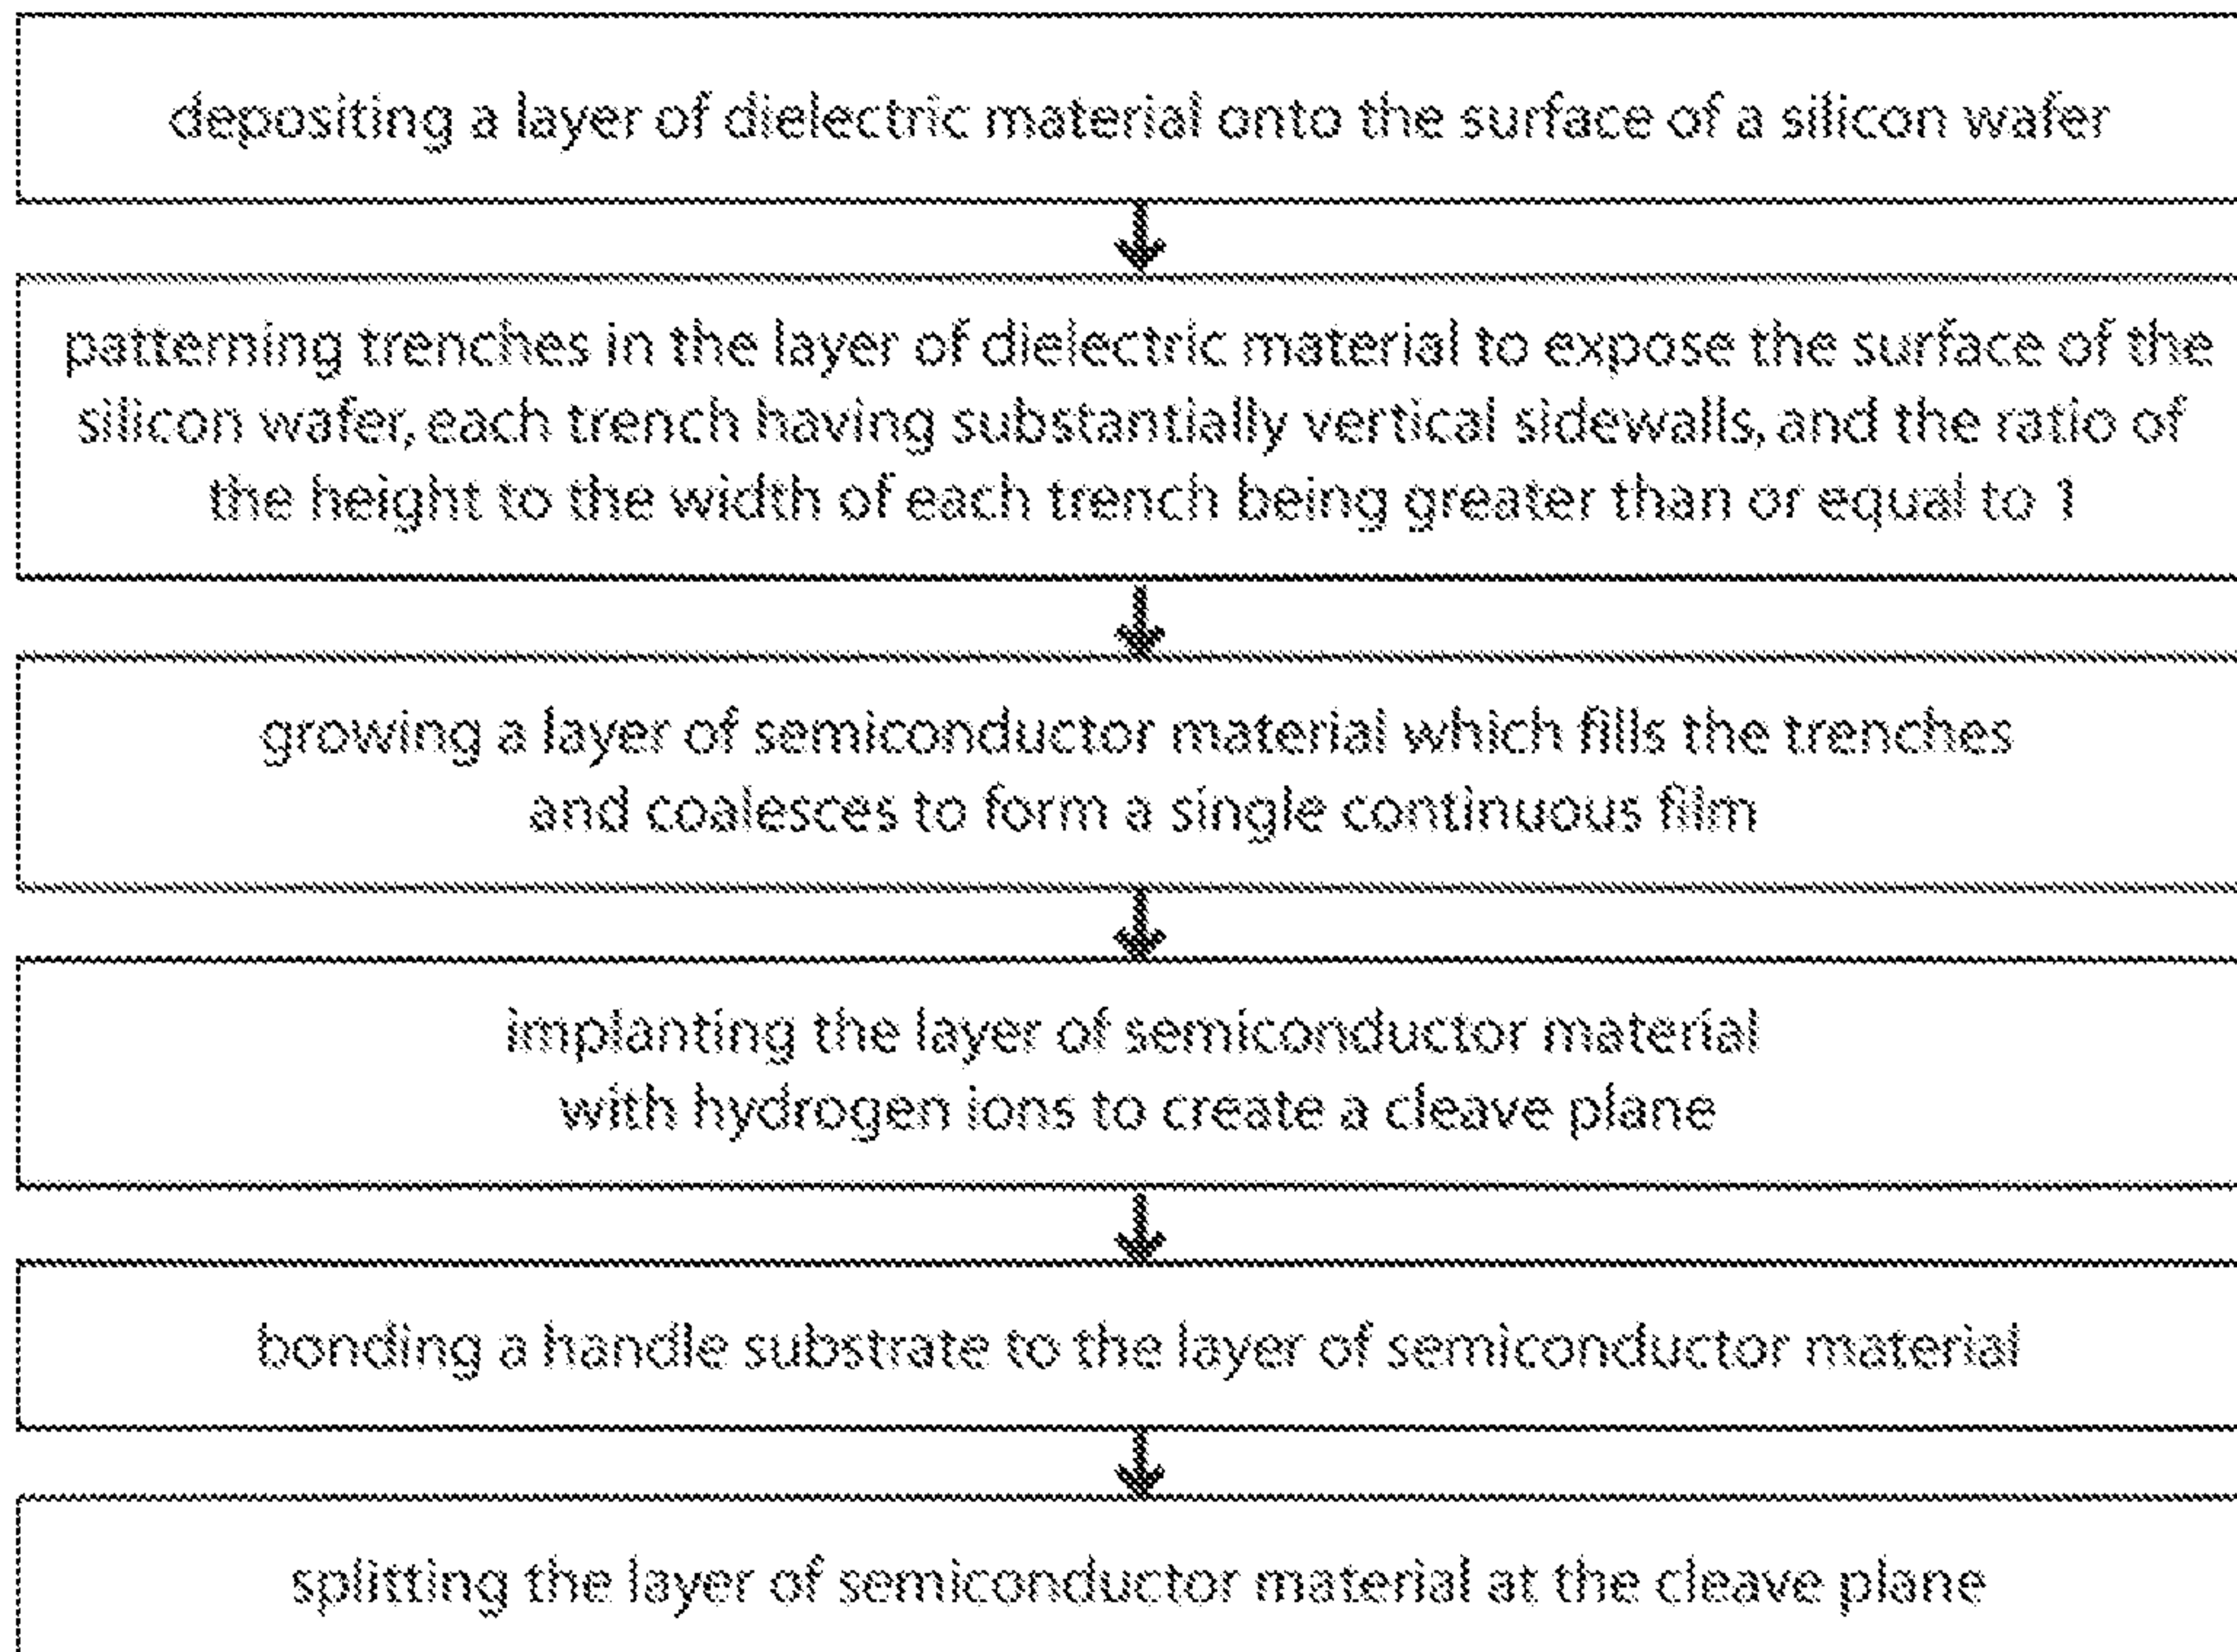 depositing a layer of dielectric material onto the surface of a silicon wafer
patterning trenches in the layer of dielectric material to expose the surface of the
silicon wafer, each trench having substantially vertical sidewalls, and the ratio of
the height to the width of each trench being greater than or equal to 1
growing a layer of semiconductor material which fills the trenches
and coalesces to form a single continuous film
implanting the layer of semiconductor material
with hydrogen ions to create a cleave plane
bonding a handle substrate to the layer of semiconductor material
splitting the layer of semiconductor material at the cleave plane